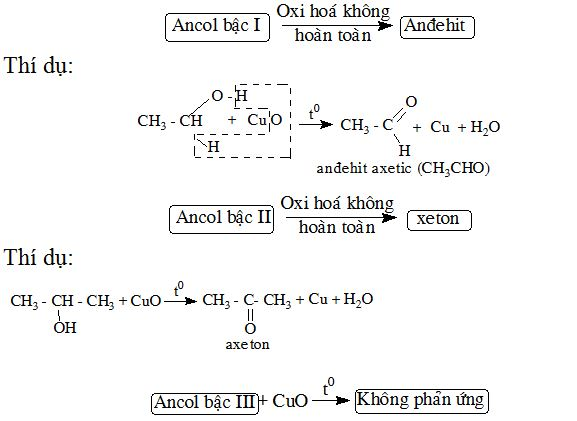 Ancol bậc I Oxi hoá không hoàn toàn Anđehit
Thí dụ:
O - H
CH3 - CH + CuO t0 CH3 - C O + Cu + H2O
H H
anđehit axetic (CH3CHO)
Ancol bậc II Oxi hoá không hoàn toàn xeton
Thí dụ:
CH3 - CH - CH3 + CuO t0 CH3 - C- CH3 + Cu + H2O
OH O
axeton
Ancol bậc III + CuO t0 Không phản ứng